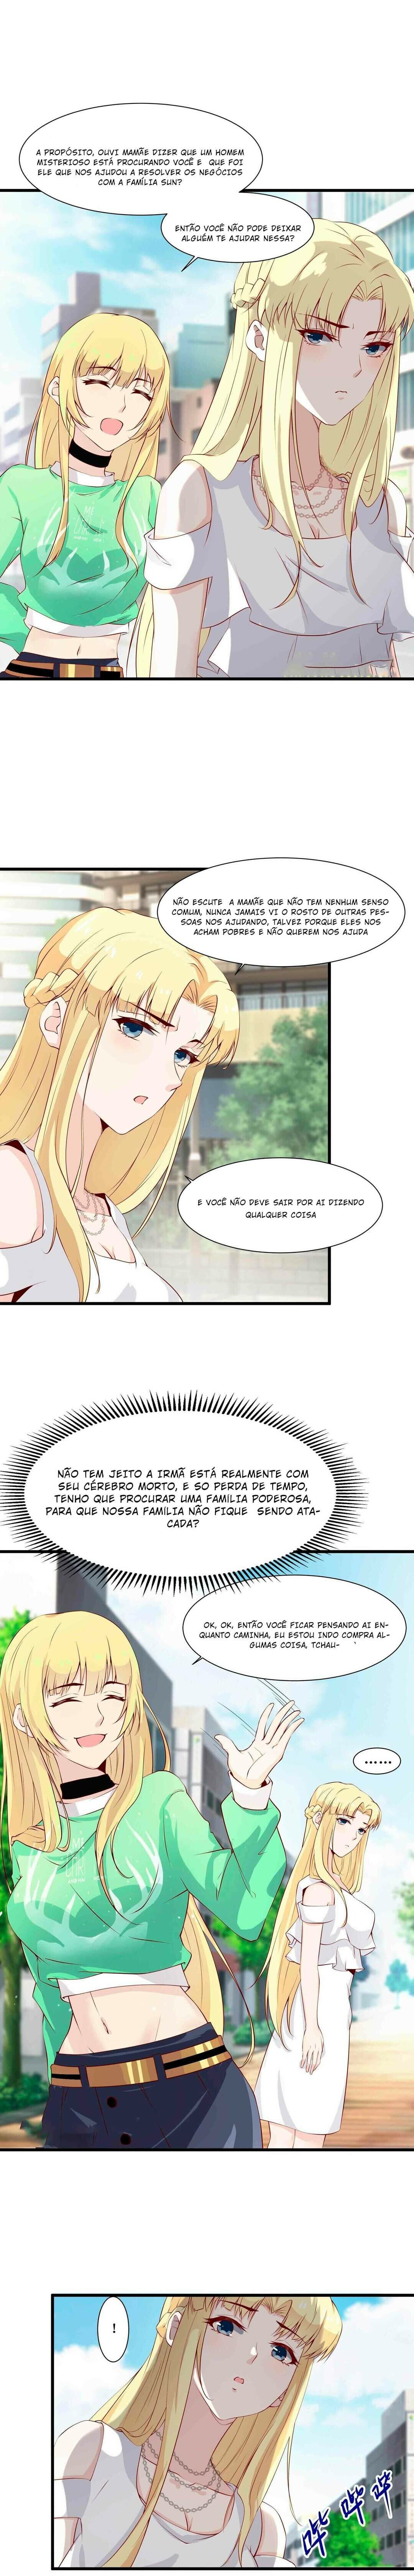 A PROPÓSITO, OUVI MAMÃE DIZER QUE UM HOMEM
MISTERIOSO ESTÁ PROCURANDO VOCÊ E QUE FOI
ELE QUE NOS AJUDOU A RESOLVER OS NEGÓCIOS
COM A FAMÍLIA SUN?
ENTÃO VOCÊ NÃO PODE DEIXAR
ALGUÉM TE AJUDAR NESSA?
NÃO ESCUTE A MAMÃE QUE NÃO TEM NENHUM SENSO
COMUM, NUNCA JAMAIS VI O ROSTO DE OUTRAS PES-
SOAS NOS AJUDANDO, TALVEZ PORQUE ELES NOS
ACHAM POBRES E NÃO QUEREM NOS AJUDA
E VOCÊ NÃO DEVE SAIR POR AI DIZENDO
QUALQUER COISA
NÃO TEM JEITO A IRMÃ ESTÁ REALMENTE COM
SEU CÉREBRO MORTO, E SO PERDA DE TEMPO,
TENHO QUE PROCURAR UMA FAMILIA PODEROSA,
PARA QUE NOSSA FAMILIA NÃO FIQUE SENDO ATA-
CADA?
OK, OK, ENTÃO VOCÊ FICAR PENSANDO AI EN-
QUANTO CAMINHA, EU ESTOU INDO COMPRA AL-
GUMAS COISA, TCHAU-
......
!
哗 哗 哗